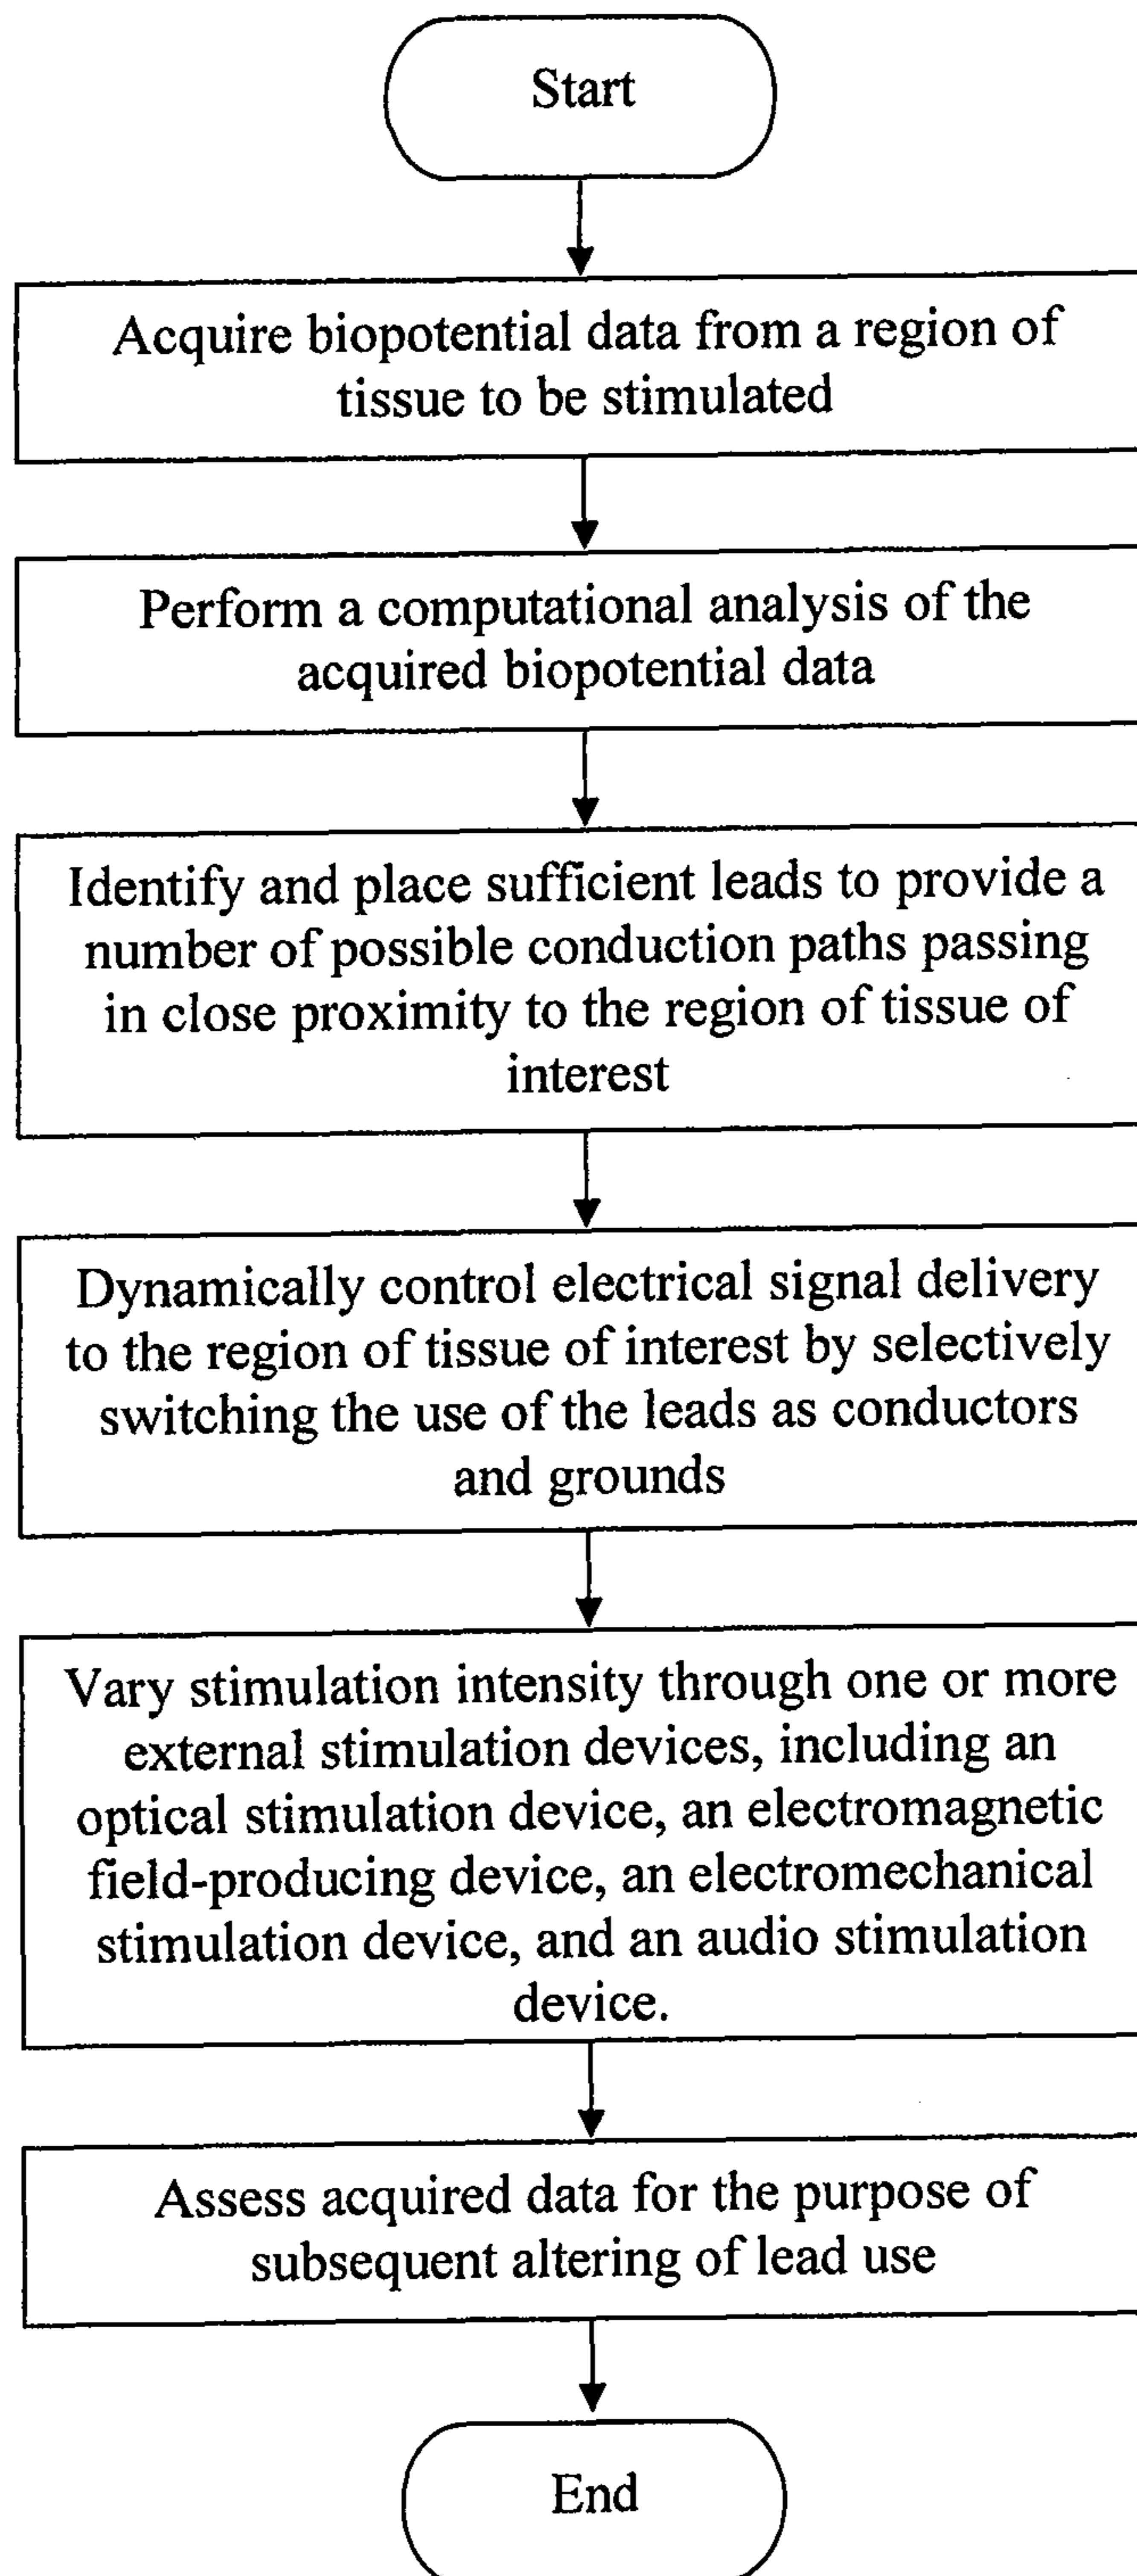 Start
Acquire biopotential data from a region of
tissue to be stimulated
Perform a computational analysis of the
acquired biopotential data
Identify and place sufficient leads to provide a
number of possible conduction paths passing
in close proximity to the region of tissue of
interest
Dynamically control electrical signal delivery
to the region of tissue of interest by selectively
switching the use of the leads as conductors
and grounds
Vary stimulation intensity through one or more
external stimulation devices, including an
optical stimulation device, an electromagnetic
field-producing device, an electromechanical
stimulation device, and an audio stimulation
device.
Assess acquired data for the purpose of
subsequent altering of lead use
End